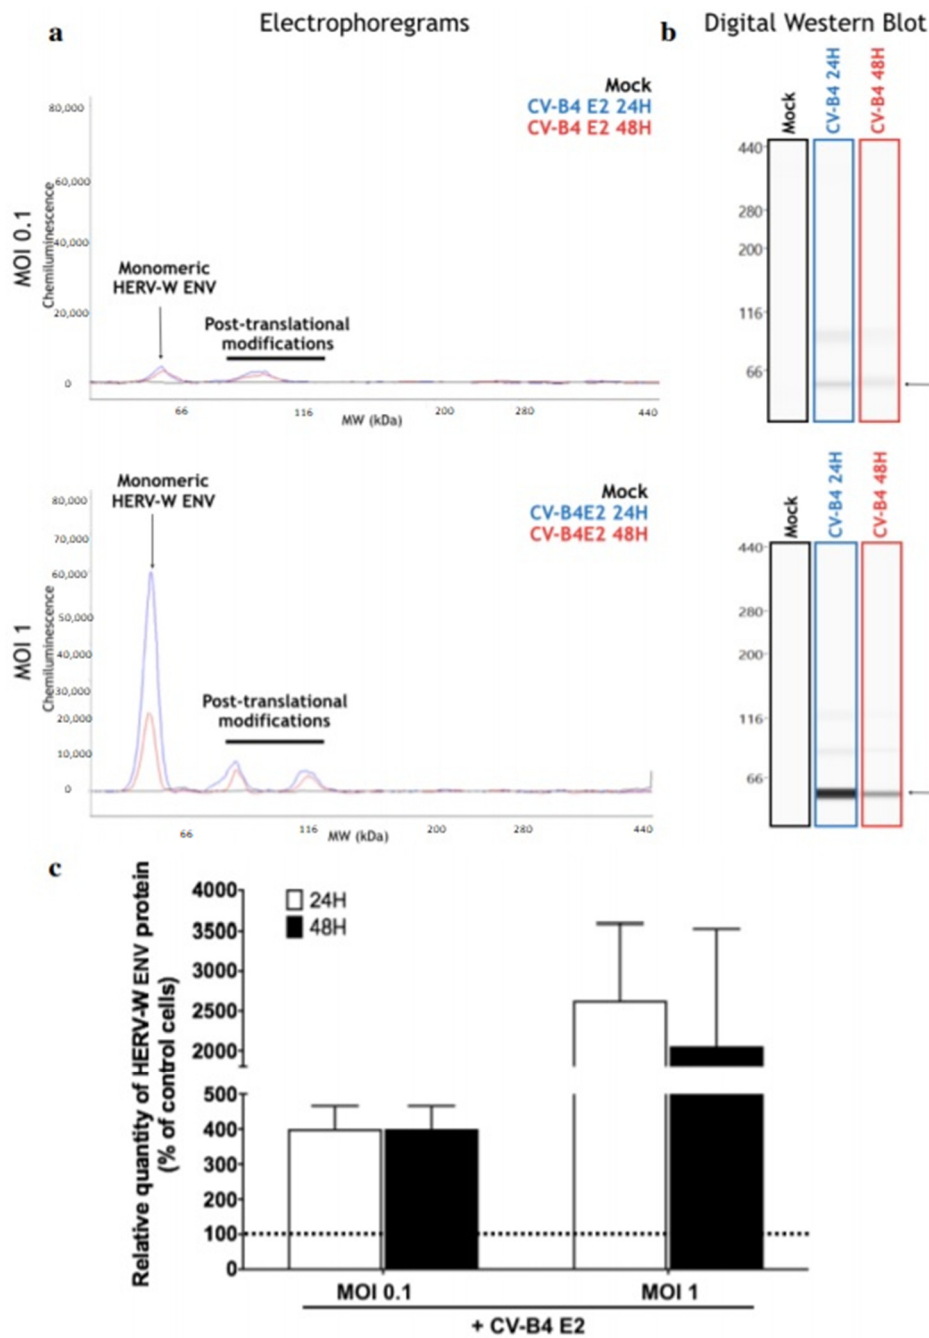 a
Electrophoregrams
b
Digital Western Blot
Mock
CV-B4 E2 24H
CV-B4 E2 48H
MOI 0.1
Chemiluminescence
80,000
60,000
40,000
20,000
0
Monomeric
HERV-W ENV
Post-translational
modifications
66
116
200
280
440
MW (kDa)
Mock
CV-B4 24H
CV-B4 48H
440
280
200
116
66
Monomeric
HERV-W ENV
Mock
CV-B4E2 24H
CV-B4E2 48H
MOI 1
Chemiluminescence
80,000
70,000
60,000
50,000
40,000
30,000
20,000
10,000
0
Post-translational
modifications
66
116
200
280
440
MW (kDa)
Mock
CV-B4 24H
CV-B4 48H
440
280
200
116
66
c
Relative quantity of HERV-W ENV protein
(% of control cells)
4000
3500
3000
2500
2000
500
400
300
200
100
0
24H
48H
MOI 0.1
MOI 1
+ CV-B4 E2